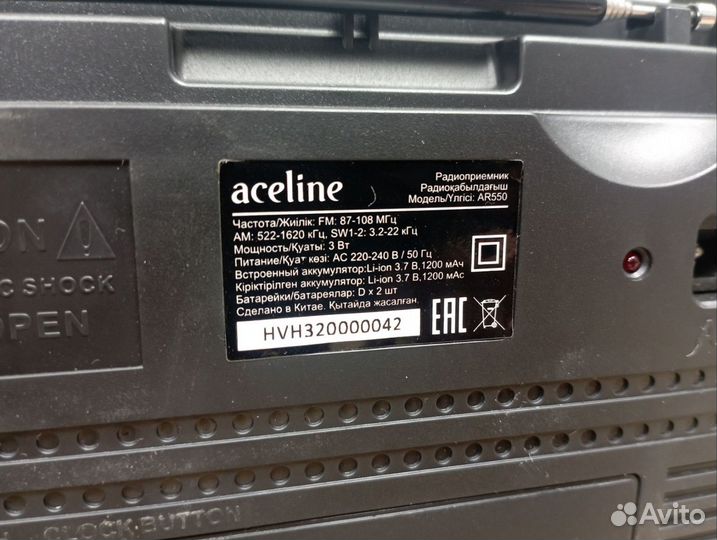 aceline
Радиоприемник
Радиоқабылдағыш
Модель/Үлгісі: AR550
Частота/Жиілік: FM: 87-108 МГц
AM: 522-1620 кГц, SW1-2: 3.2-22 кГц
Мощность/Қуаты: 3 Вт
Питание/Қуат көзі: AC 220-240 В / 50 Гц
Встроенный аккумулятор:Li-ion 3.7 В,1200 мАч
Кіріктірілген аккумулятор: Li-ion 3.7 В,1200 мАс
Батарейки/батареялар: D x 2 шт
Сделано в Китае. Қытайда жасалған.
HVH320000042
EAC
ON
C SHOCK
OPEN
CLOCK BUTTON
Avito